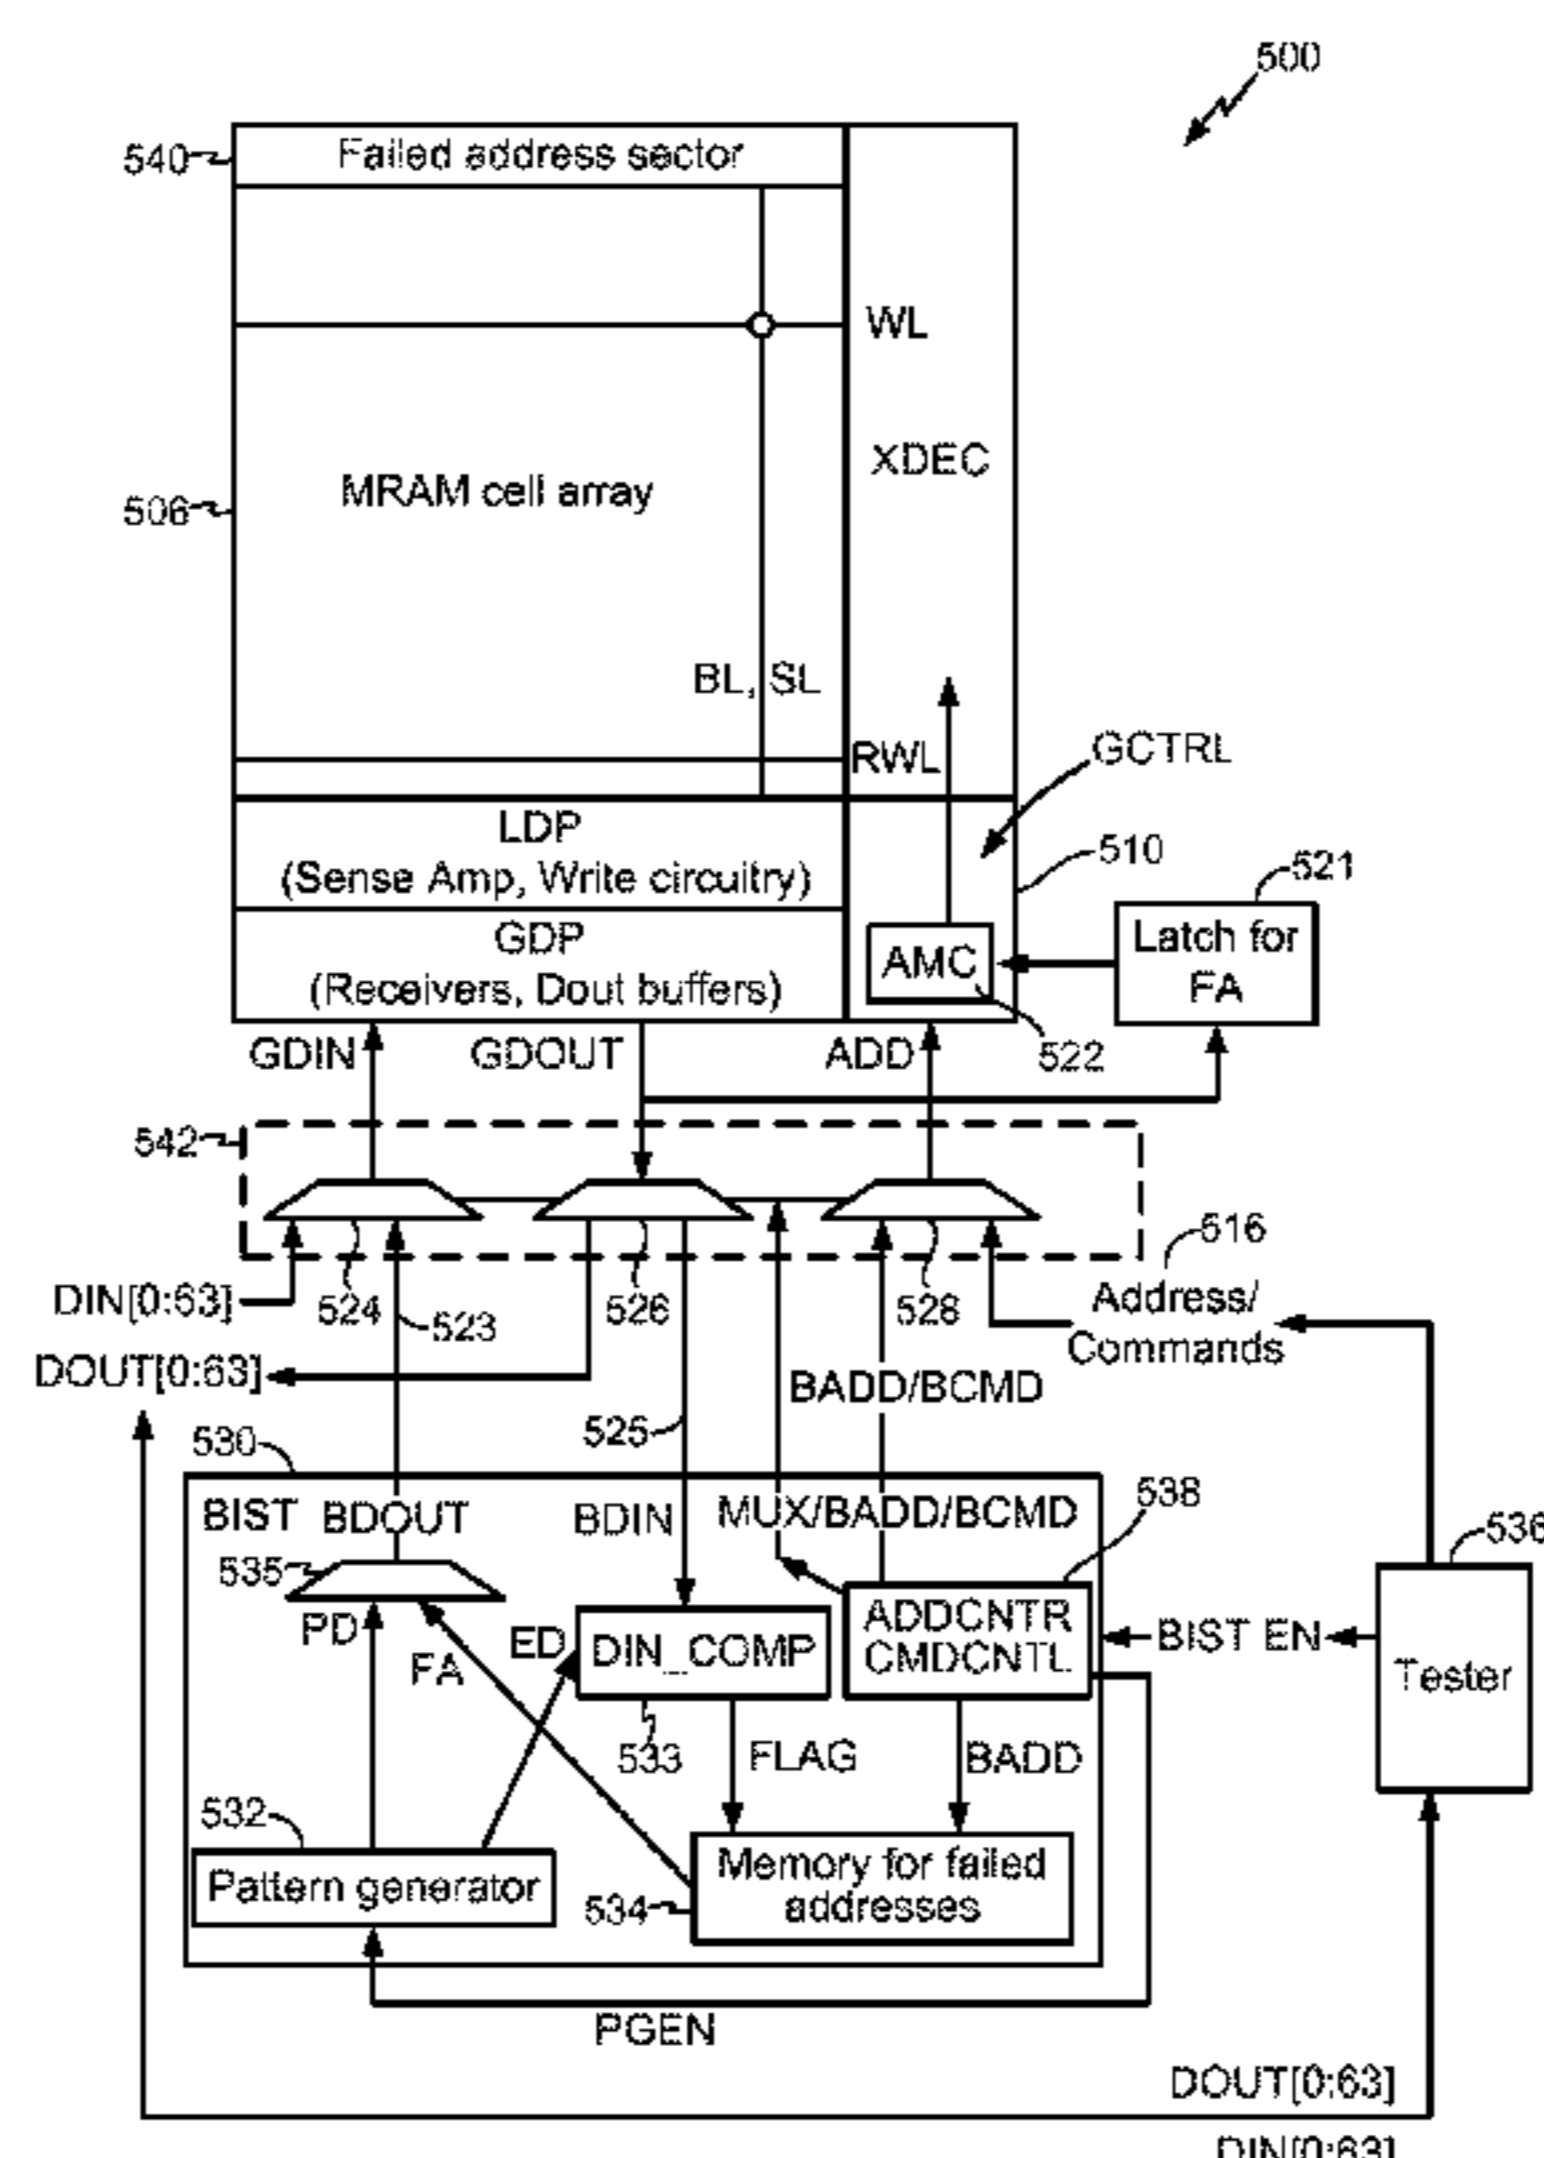 500
540
Failed address sector
WL
XDEC
506
MRAM cell array
BL, SL
RWL
GCTRL
LDP
(Sense Amp, Write circuitry)
510
521
GDP
(Receivers, Dout buffers)
AMC
Latch for
FA
GDIN
GDOUT
ADD
522
542
516
DIN[0:63]
524
523
526
528
Address/
Commands
DOUT[0:63]
BADD/BCMD
525
530
BIST
BDOUT
BDIN
MUX/BADD/BCMD
538
536
535
PD
FA
ED
DIN_COMP
ADDCNTR
CMDCNTL
BIST EN
Tester
533
FLAG
BADD
532
Pattern generator
534
Memory for failed
addresses
PGEN
DOUT[0:63]
DIN[0:63]